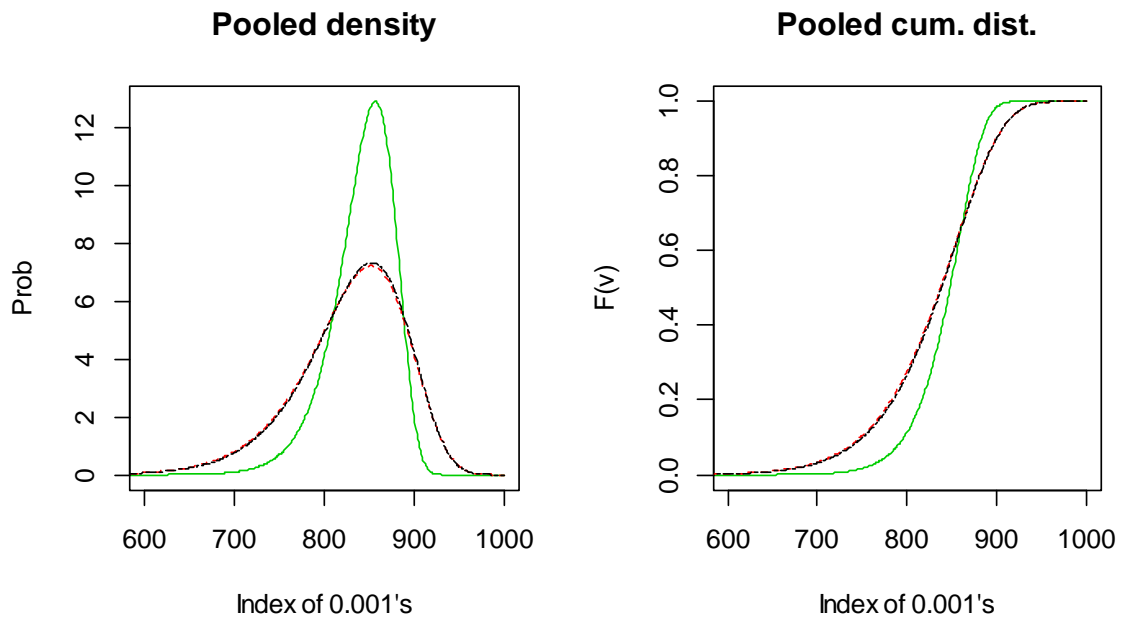 Pooled density
Prob
12
10
8
6
4
2
0
600 700 800 900 1000
Index of 0.001's
Pooled cum. dist.
F(v)
1.0
0.8
0.6
0.4
0.2
0.0
600 700 800 900 1000
Index of 0.001's